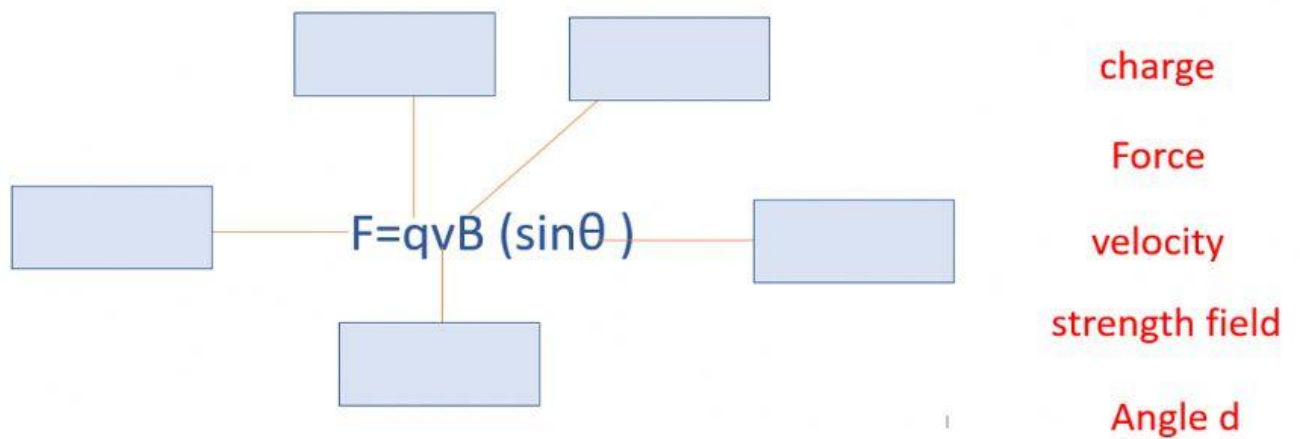 F=qvB (sinθ )
charge
Force
velocity
strength field
Angle d